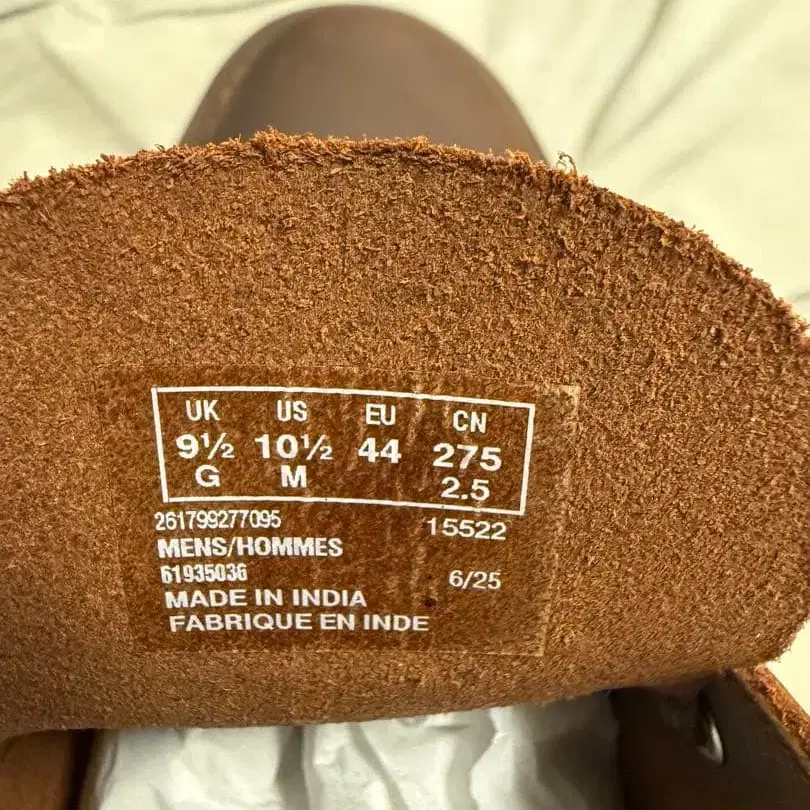 UK US EU CN
9½ 10½ 44 275
G M 2.5
261799277095 15522
MENS/HOMMES
61935036 6/25
MADE IN INDIA
FABRIQUE EN INDE